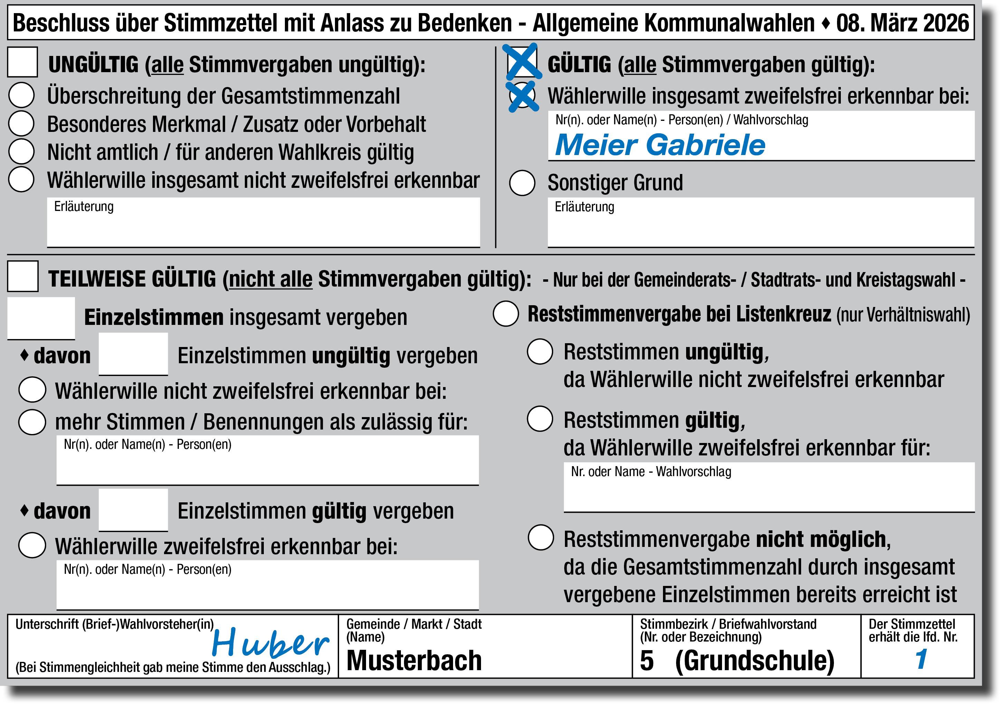 Beschluss über Stimmzettel mit Anlass zu Bedenken - Allgemeine Kommunalwahlen ♦ 08. März 2026
UNGÜLTIG (alle Stimmvergaben ungültig):
Überschreitung der Gesamtstimmenzahl
Besonderes Merkmal / Zusatz oder Vorbehalt
Nicht amtlich / für anderen Wahlkreis gültig
Wählerwille insgesamt nicht zweifelsfrei erkennbar
Erläuterung
GÜLTIG (alle Stimmvergaben gültig):
Wählerwille insgesamt zweifelsfrei erkennbar bei:
Nr(n). oder Name(n) - Person(en) / Wahlvorschlag
Meier Gabriele
Sonstiger Grund
Erläuterung
TEILWEISE GÜLTIG (nicht alle Stimmvergaben gültig): - Nur bei der Gemeinderats- / Stadtrats- und Kreistagswahl -
Einzelstimmen insgesamt vergeben
♦ davon Einzelstimmen ungültig vergeben
Wählerwille nicht zweifelsfrei erkennbar bei:
mehr Stimmen / Benennungen als zulässig für:
Nr(n). oder Name(n) - Person(en)
♦ davon Einzelstimmen gültig vergeben
Wählerwille zweifelsfrei erkennbar bei:
Nr(n). oder Name(n) - Person(en)
Reststimmenvergabe bei Listenkreuz (nur Verhältniswahl)
Reststimmen ungültig,
da Wählerwille nicht zweifelsfrei erkennbar
Reststimmen gültig,
da Wählerwille zweifelsfrei erkennbar für:
Nr. oder Name - Wahlvorschlag
Reststimmenvergabe nicht möglich,
da die Gesamtstimmenzahl durch insgesamt
vergebene Einzelstimmen bereits erreicht ist
Unterschrift (Brief-)Wahlvorsteher(in)
Huber
(Bei Stimmengleichheit gab meine Stimme den Ausschlag.)
Gemeinde / Markt / Stadt
(Name)
Musterbach
Stimmbezirk / Briefwahlvorstand
(Nr. oder Bezeichnung)
5 (Grundschule)
Der Stimmzettel
erhält die lfd. Nr.
1